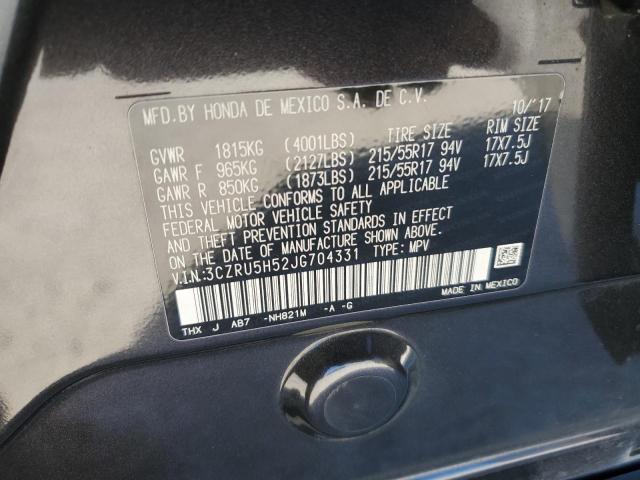 MFD.BY HONDA DE MEXICO S.A. DE C.V. 10/'17
GVWR 1815KG (4001LBS) TIRE SIZE RIM SIZE
GAWR F 965KG (2127LBS) 215/55R17 94V 17X7.5J
GAWR R 850KG (1873LBS) 215/55R17 94V 17X7.5J
THIS VEHICLE CONFORMS TO ALL APPLICABLE
FEDERAL MOTOR VEHICLE SAFETY
AND THEFT PREVENTION STANDARDS IN EFFECT
ON THE DATE OF MANUFACTURE SHOWN ABOVE.
V.I.N.:3CZRU5H52JG704331 TYPE: MPV
THX J AB7 -NH821M -A -G MADE IN MEXICO